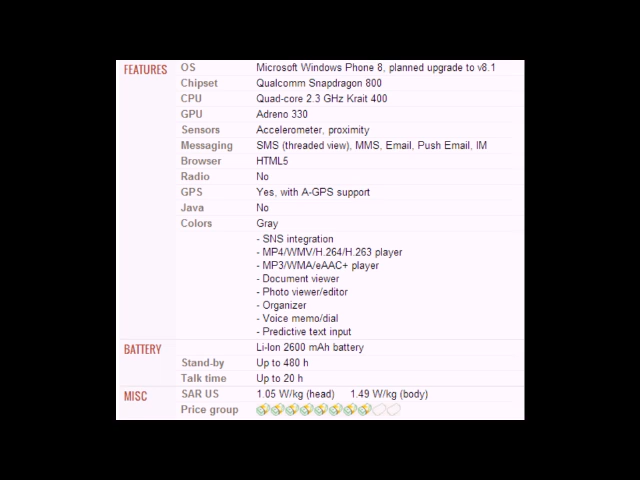 FEATURES OS Microsoft Windows Phone 8, planned upgrade to v8.1
Chipset Qualcomm Snapdragon 800
CPU Quad-core 2.3 GHz Krait 400
GPU Adreno 330
Sensors Accelerometer, proximity
Messaging SMS (threaded view), MMS, Email, Push Email, IM
Browser HTML5
Radio No
GPS Yes, with A-GPS support
Java No
Colors Gray
- SNS integration
- MP4/WMV/H.264/H.263 player
- MP3/WMA/eAAC+ player
- Document viewer
- Photo viewer/editor
- Organizer
- Voice memo/dial
- Predictive text input
BATTERY Li-Ion 2600 mAh battery
Stand-by Up to 480 h
Talk time Up to 20 h
MISC SAR US 1.05 W/kg (head) 1.49 W/kg (body)
Price group